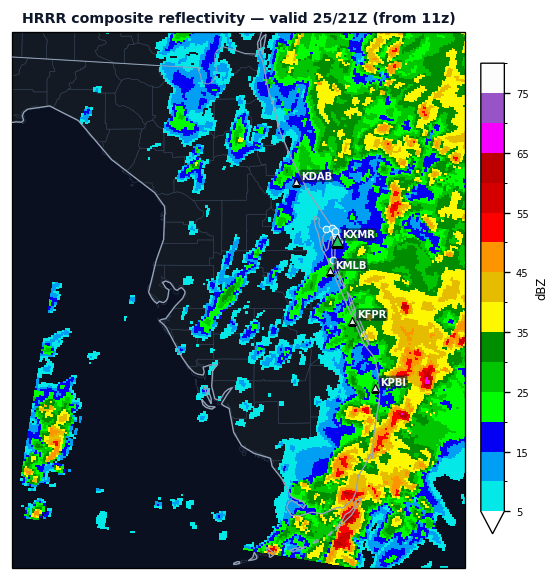 HRRR composite reflectivity — valid 25/21Z (from 11z)
KDAB
KXMR
KMLB
KFPR
KPBI
75
65
55
45
35
25
15
5
dBZ